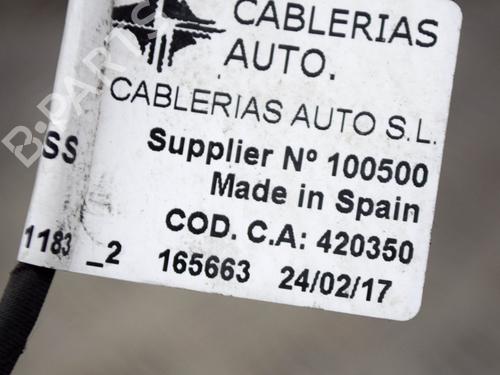 CABLERIAS
AUTO.
CABLERIAS AUTO S.L.
SS
Supplier Nº 100500
Made in Spain
COD. C.A: 420350
1183 _2 165663 24/02/17
B-PARTS